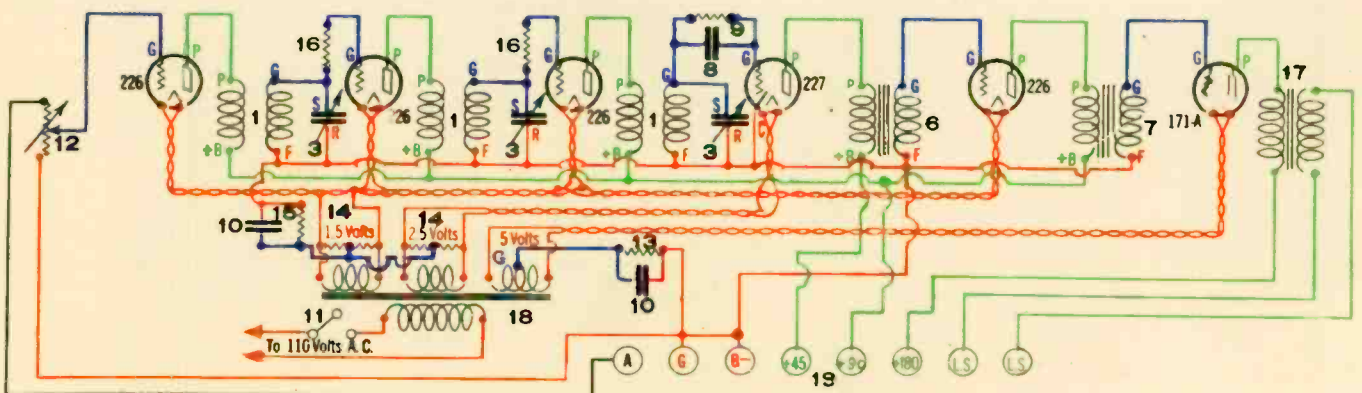 16 16 9
G P G P G P G P G P G P 17
G G G 8
226 P G S 26 P G S 226 P G S 227 P G 226 P G 171-A
12 1 R 1 R 1 R C 6 7
3 3 3
+B F +B F +B F +B F +B F
10 15 14 14
1.5 Volts 2.5 Volts 5 Volts 13
G
10
11 18
To 110 Volts A.C.
A G B- +45 +90 +180 LS LS
19